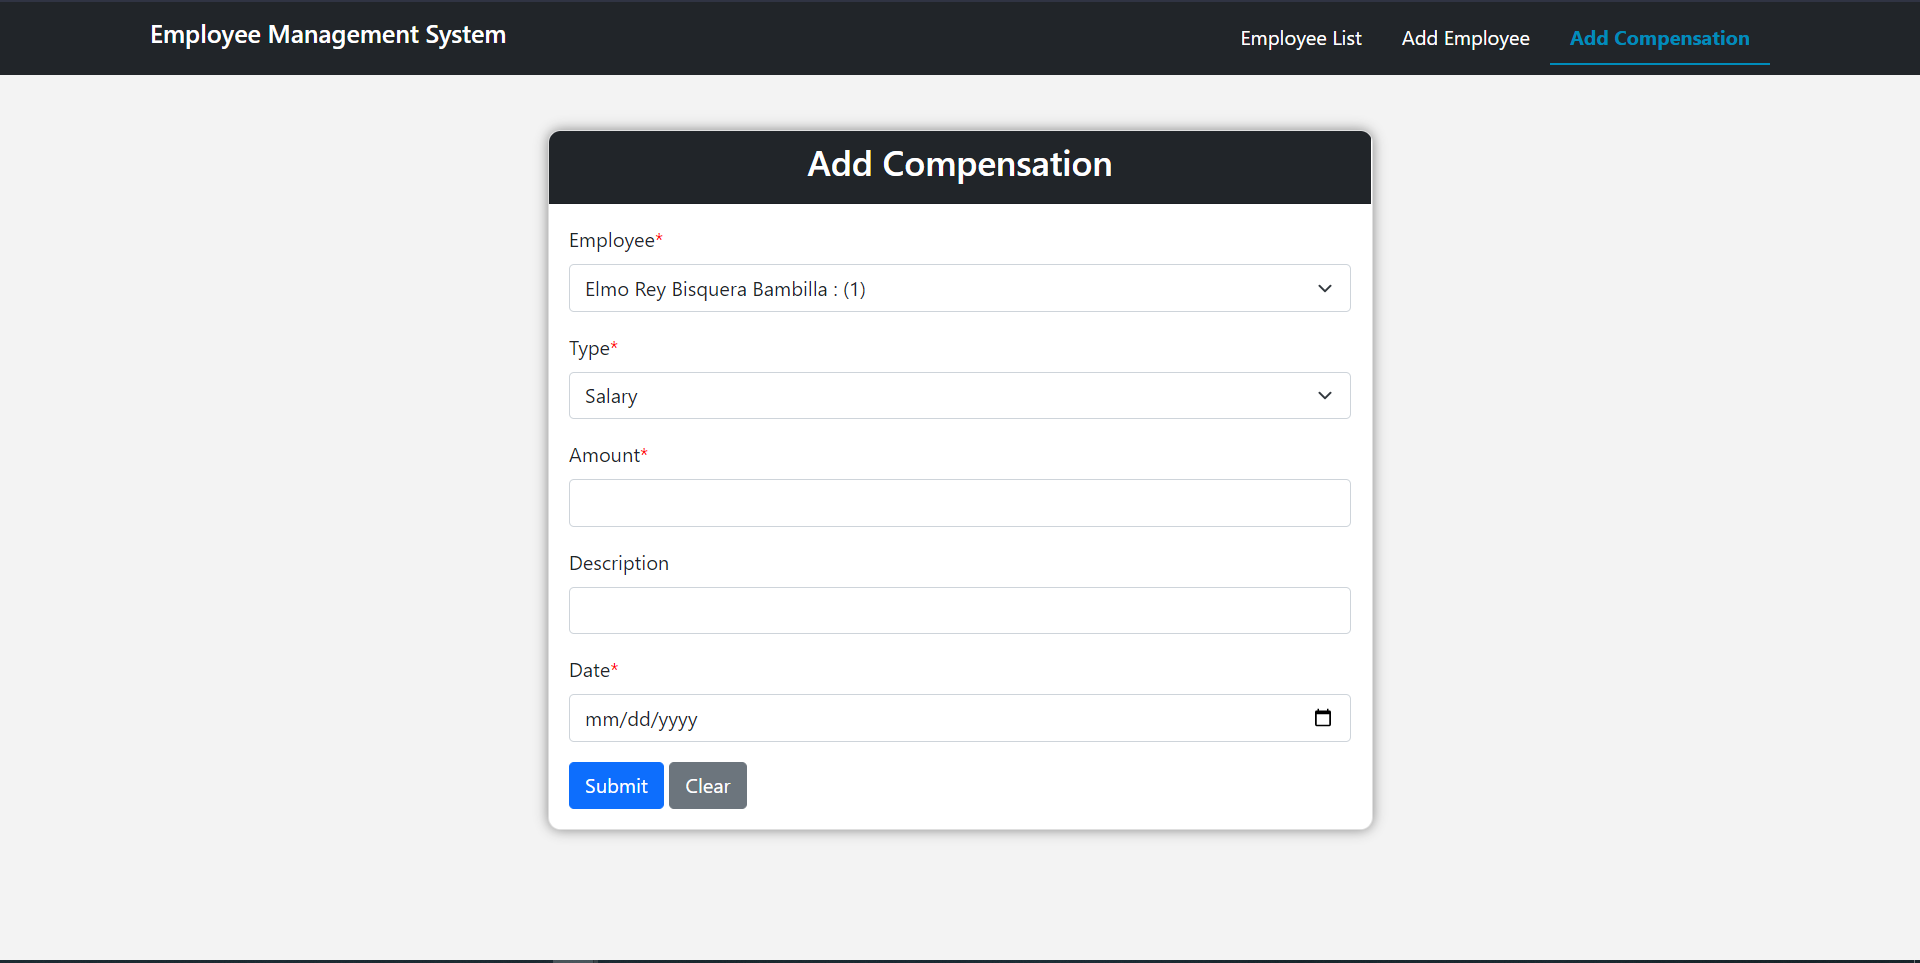 Employee Management System
Employee List
Add Employee
Add Compensation
Add Compensation
Employee*
Elmo Rey Bisquera Bambilla : (1)
Type*
Salary
Amount*
Description
Date*
mm/dd/yyyy
Submit
Clear